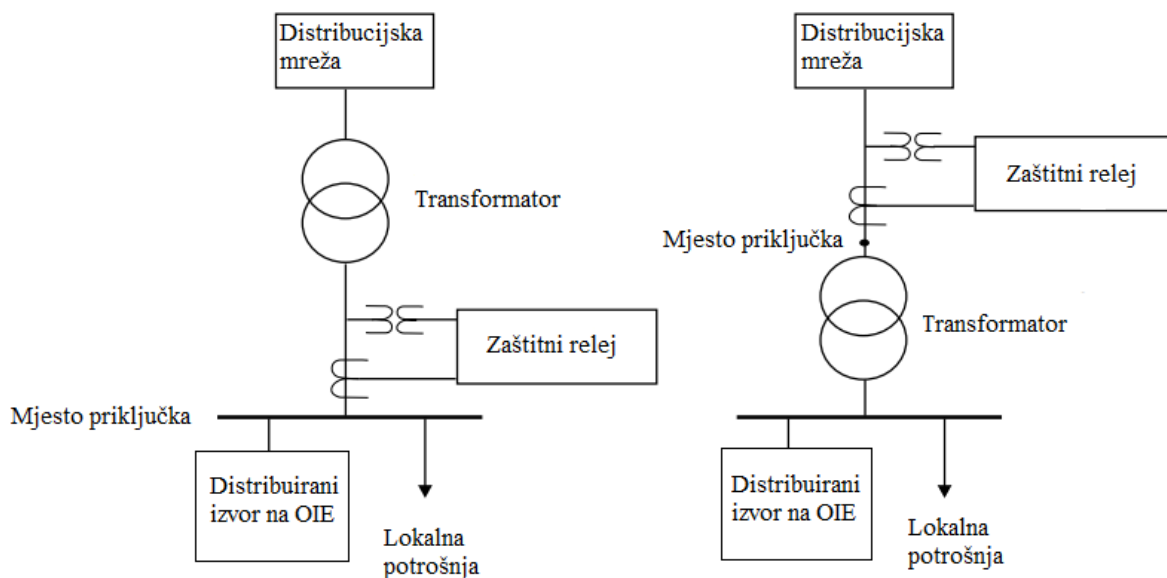 Distribucijska
mreža
Transformator
Zaštitni relej
Mjesto priključka
Distribuirani
izvor na OIE
Lokalna
potrošnja
Distribucijska
mreža
Zaštitni relej
Mjesto priključka
Transformator
Distribuirani
izvor na OIE
Lokalna
potrošnja